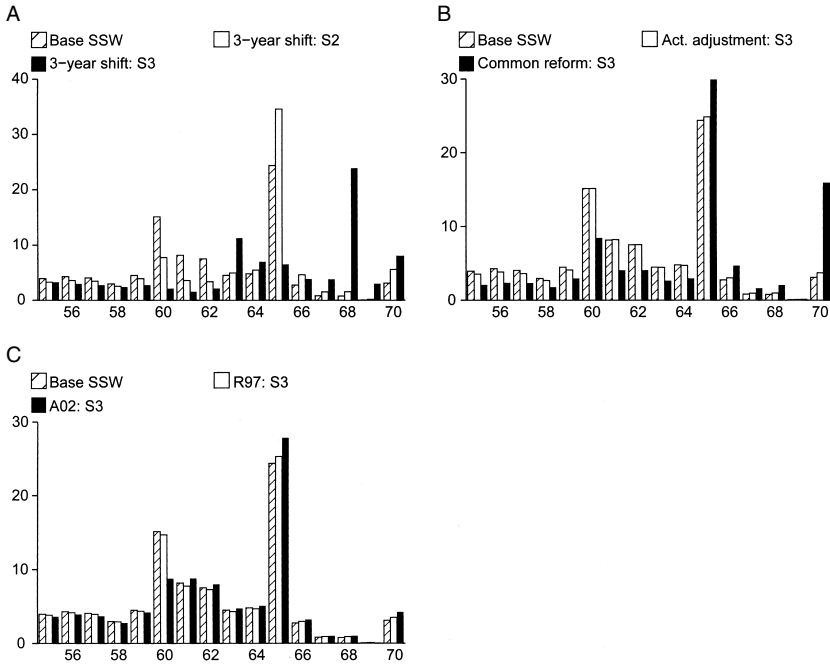 A
Base SSW 3−year shift: S2
3−year shift: S3
40
30
20
10
0
56 58 60 62 64 66 68 70
B
Base SSW Act. adjustment: S3
Common reform: S3
30
20
10
0
56 58 60 62 64 66 68 70
C
Base SSW R97: S3
A02: S3
30
20
10
0
56 58 60 62 64 66 68 70